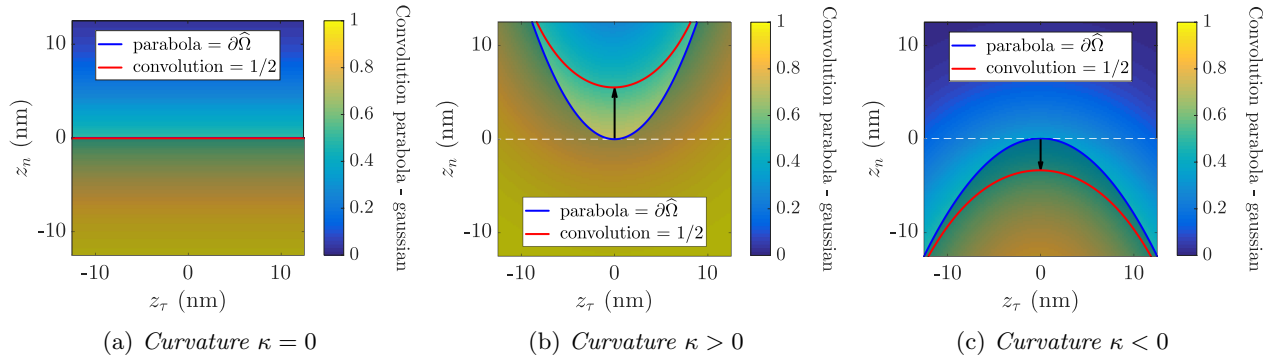 10
0
-10
z_n (nm)
-10
0
10
z_τ (nm)
parabola = ∂Ω̂
convolution = 1/2
1
0.8
0.6
0.4
0.2
0
Convolution parabola - gaussian
(a) Curvature κ = 0
10
0
-10
z_n (nm)
-10
0
10
z_τ (nm)
parabola = ∂Ω̂
convolution = 1/2
1
0.8
0.6
0.4
0.2
0
Convolution parabola - gaussian
(b) Curvature κ > 0
10
0
-10
z_n (nm)
-10
0
10
z_τ (nm)
parabola = ∂Ω̂
convolution = 1/2
1
0.8
0.6
0.4
0.2
0
Convolution parabola - gaussian
(c) Curvature κ < 0